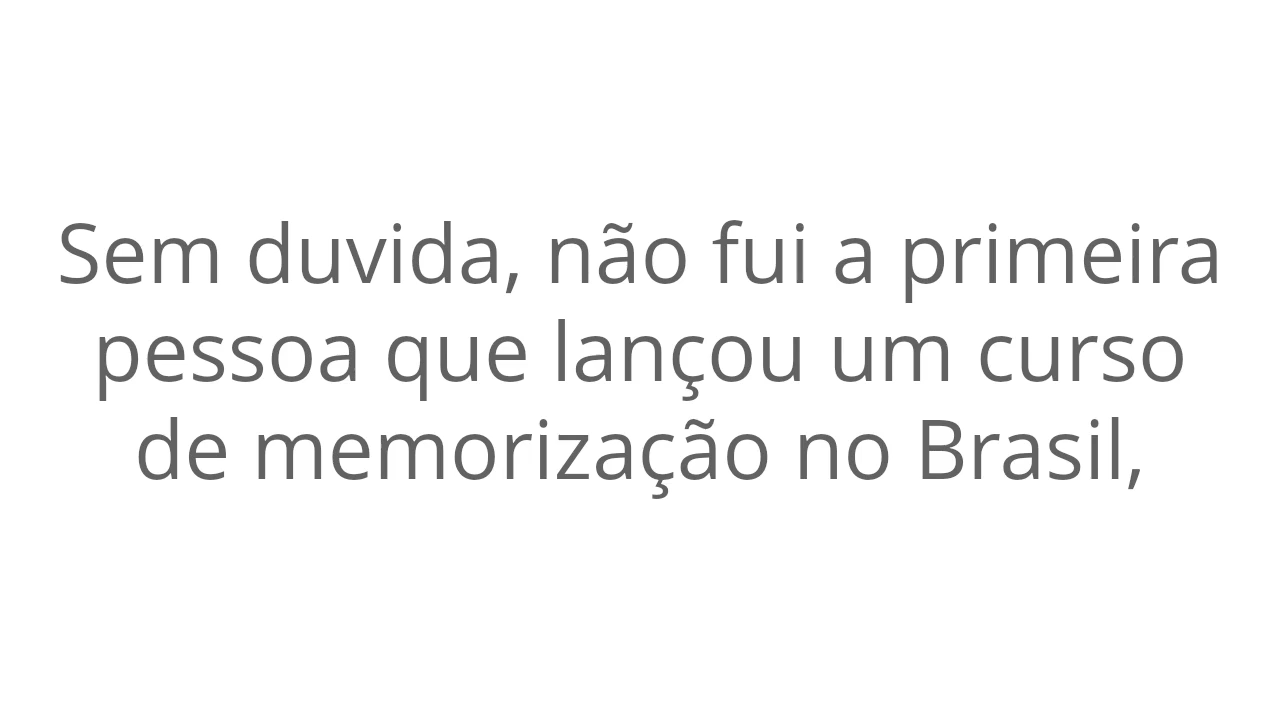 Sem duvida, não fui a primeira
pessoa que lançou um curso
de memorização no Brasil,